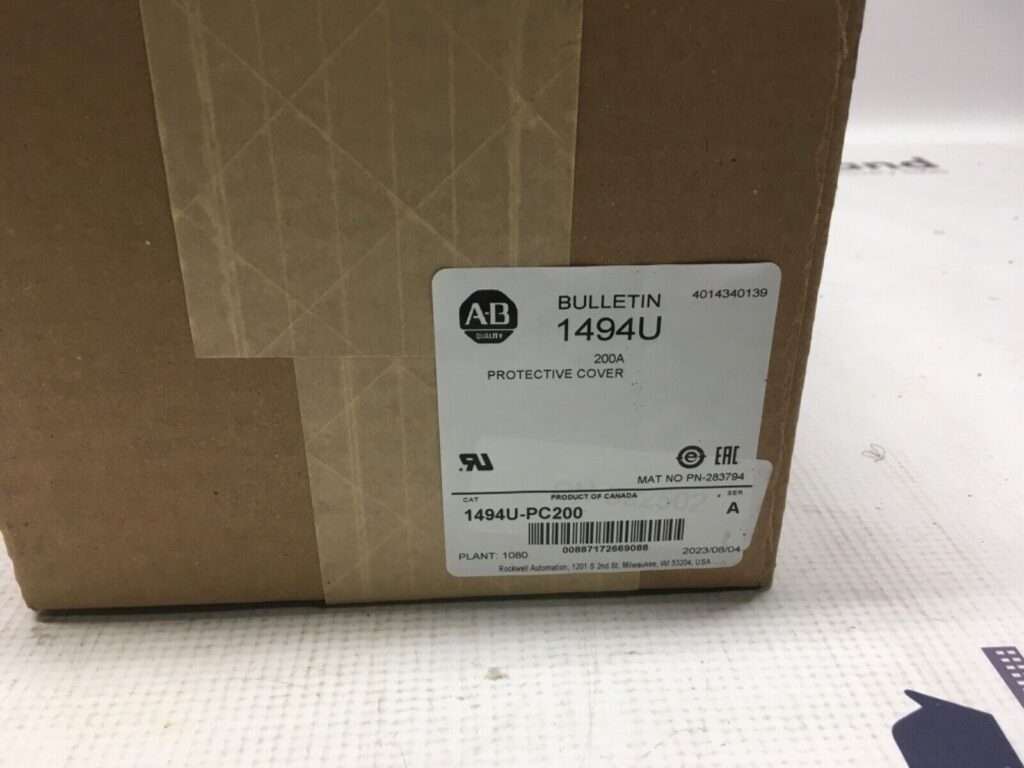 A-B
QUALITY
BULLETIN
1494U
4014340139
200A
PROTECTIVE COVER
EAC
MAT NO PN-283794
CAT
PRODUCT OF CANADA
SER
1494U-PC200
A
00887172669088
PLANT: 1080
2023/08/04
Rockwell Automation, 1201 S 2nd St, Milwaukee, WI 53204, USA